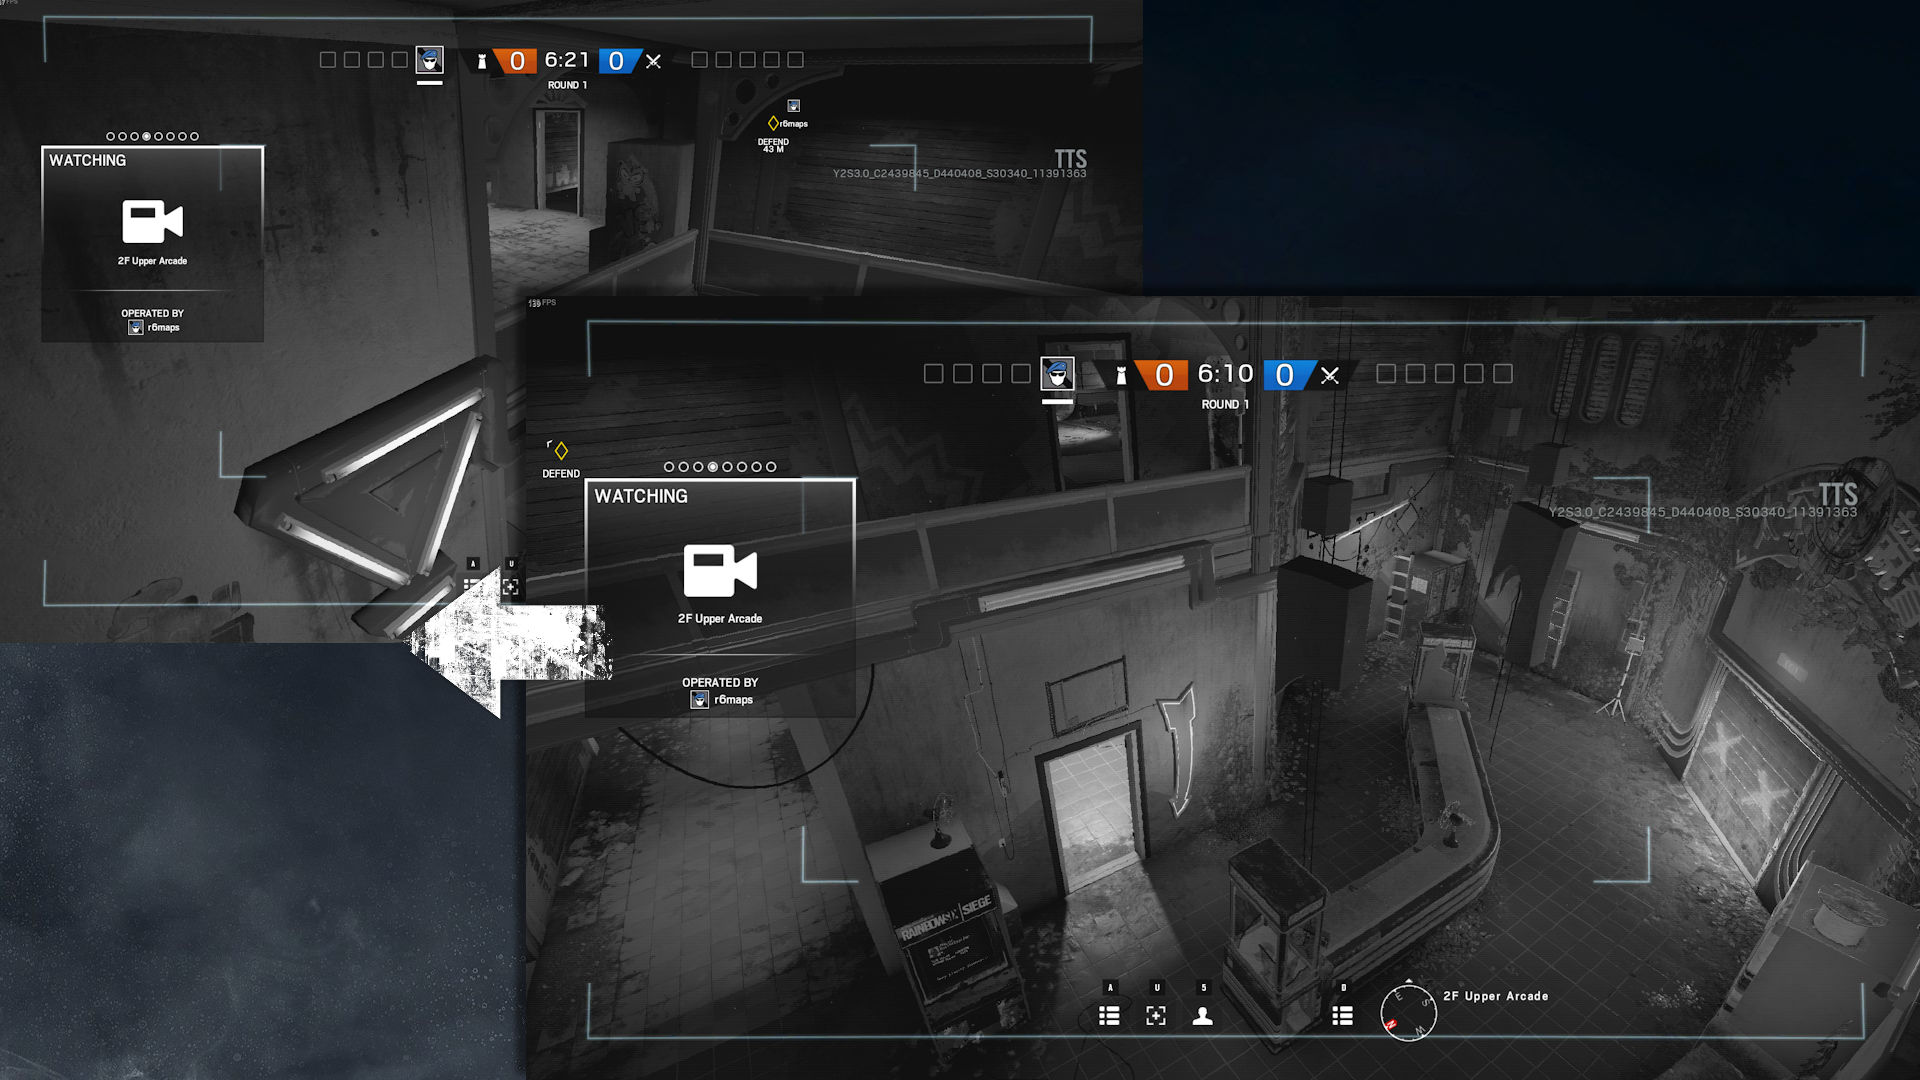 0 6:21 0
ROUND 1
r6maps
DEFEND
43 M
TTS
Y2S3.0_C2439845_D440408_S30340_11391363
WATCHING
2F Upper Arcade
OPERATED BY
r6maps
A U
139 FPS
0 6:10 0
ROUND 1
r
DEFEND
TTS
Y2S3.0_C2439845_D440408_S30340_11391363
WATCHING
2F Upper Arcade
OPERATED BY
r6maps
RAINBOWSIX|SIEGE
A U 5 D
E S N W
2F Upper Arcade